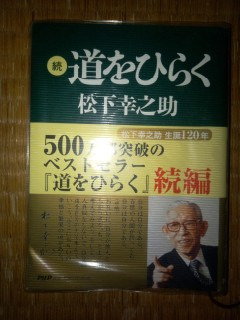 続 道をひらく
松下幸之助
松下幸之助 生誕120年
500万部突破の
ベストセラー
『道をひらく』続編
PHP